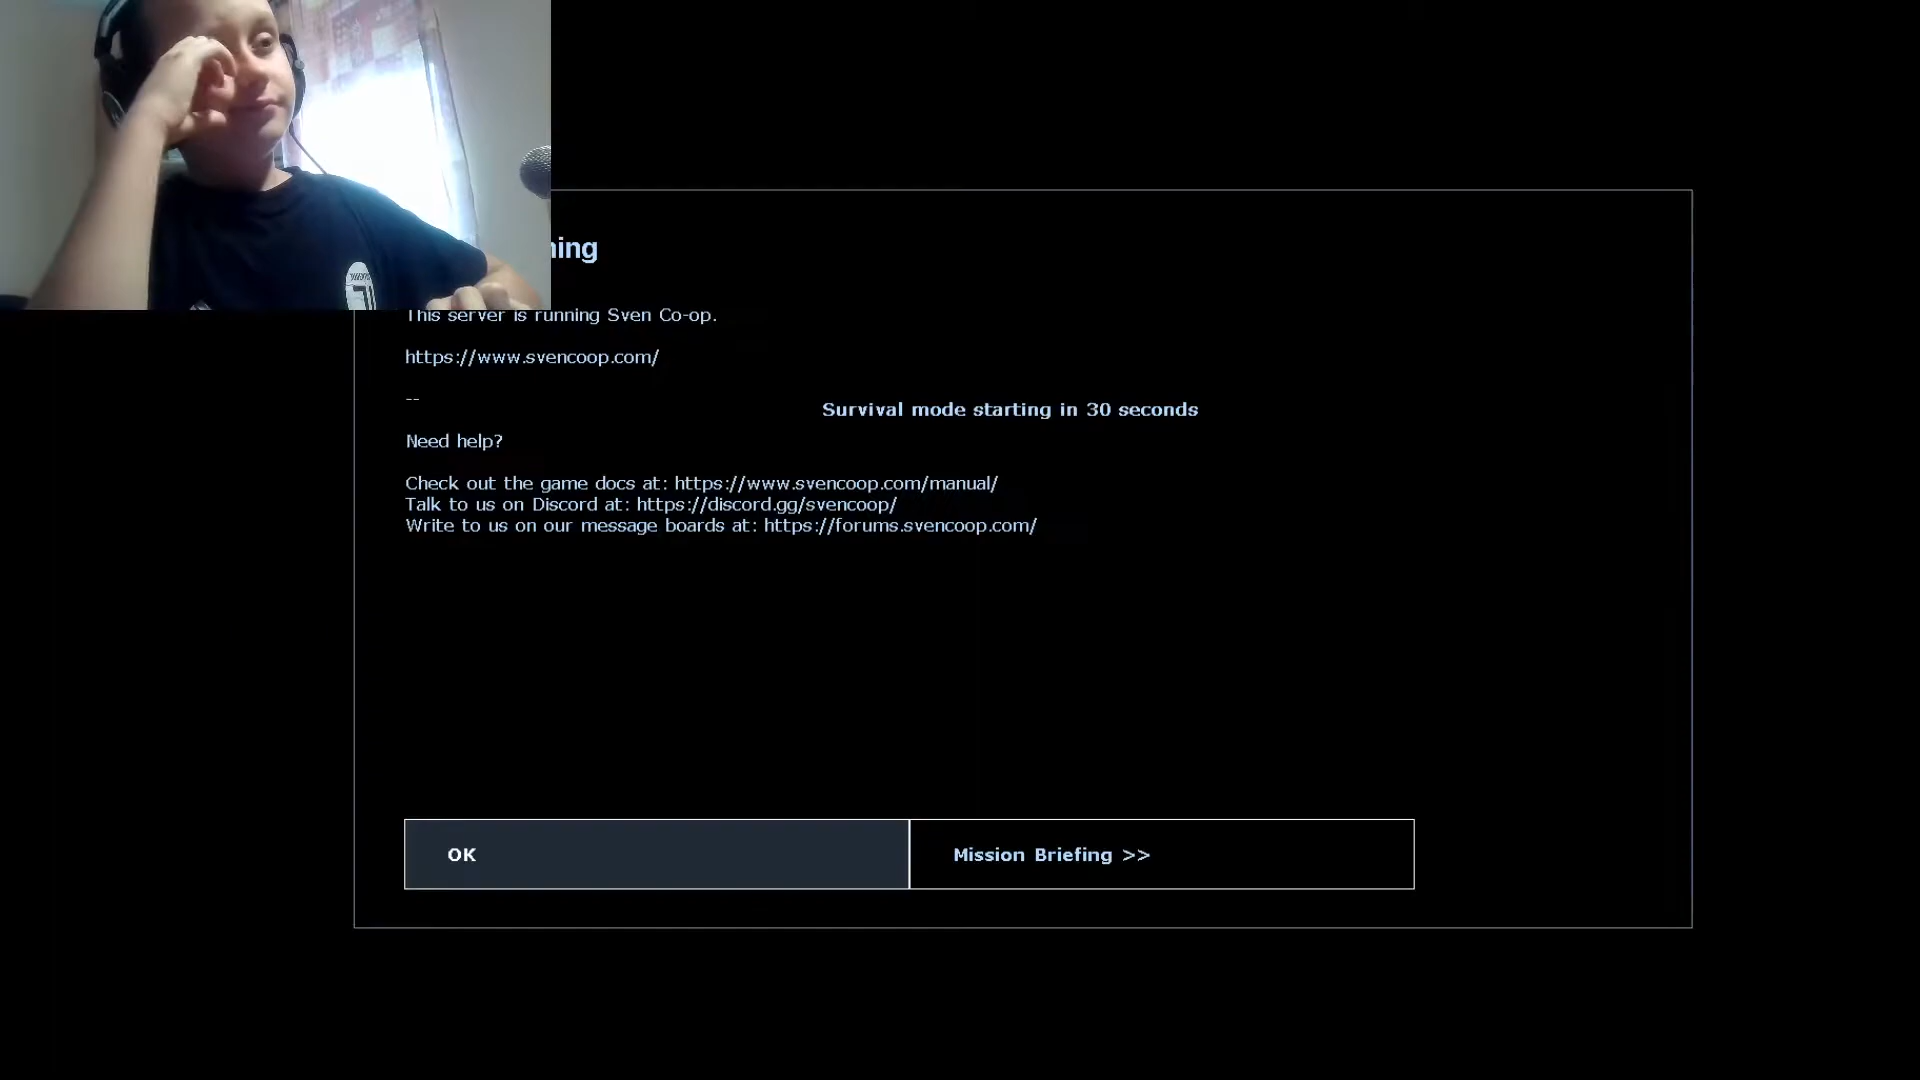 This server is running Sven Co-op.
https://www.svencoop.com/
--
Survival mode starting in 30 seconds
Need help?
Check out the game docs at: https://www.svencoop.com/manual/
Talk to us on Discord at: https://discord.gg/svencoop/
Write to us on our message boards at: https://forums.svencoop.com/
OK
Mission Briefing >>